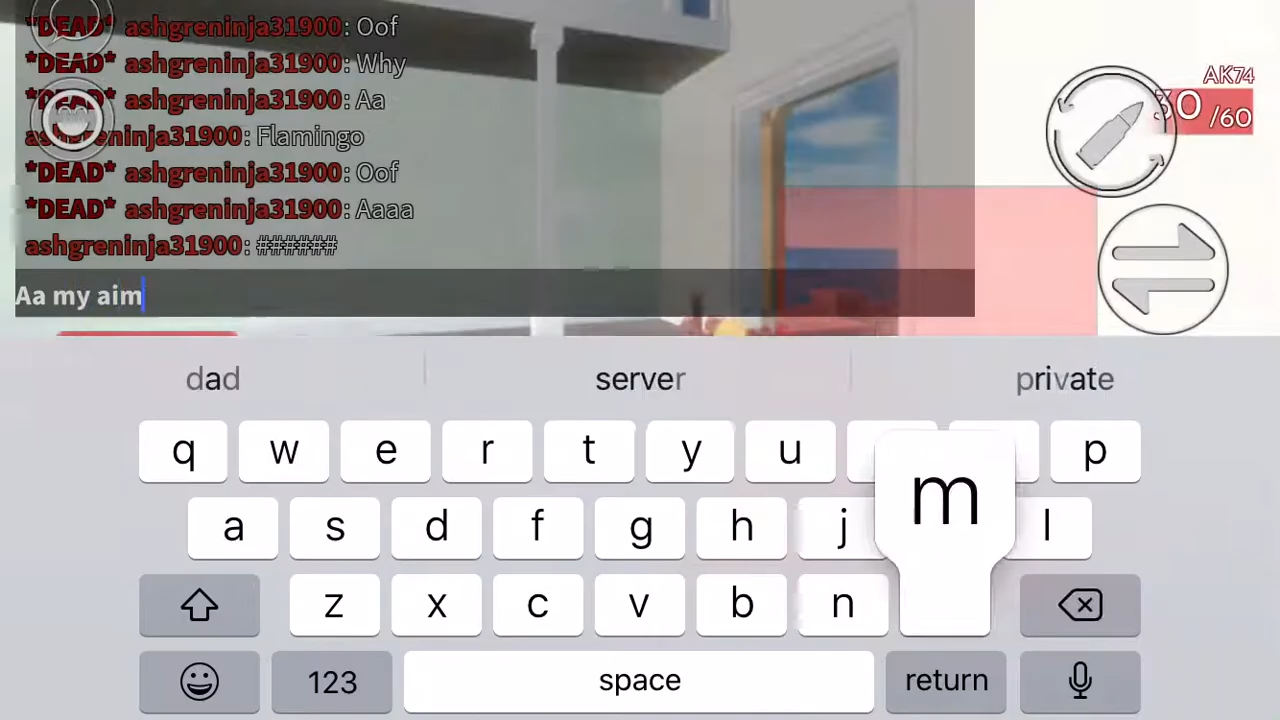 *DEAD* ashgreninja31900: Oof
*DEAD* ashgreninja31900: Why
*DEAD* ashgreninja31900: Aa
ashgreninja31900: Flamingo
*DEAD* ashgreninja31900: Oof
*DEAD* ashgreninja31900: Aaaa
ashgreninja31900: ######
Aa my aim
AK74
30 /60
dad server private
q w e r t y u p
a s d f g h j l
z x c v b n m
123 space return